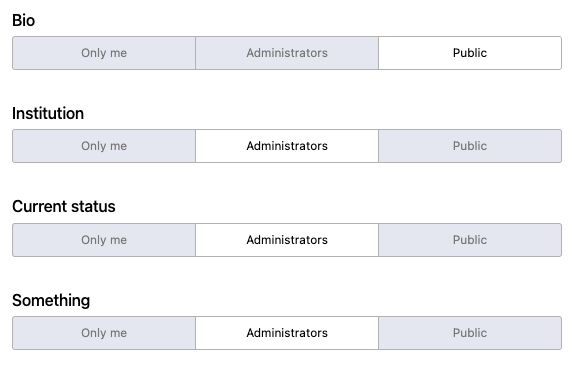 Bio
Only me Administrators Public
Institution
Only me Administrators Public
Current status
Only me Administrators Public
Something
Only me Administrators Public